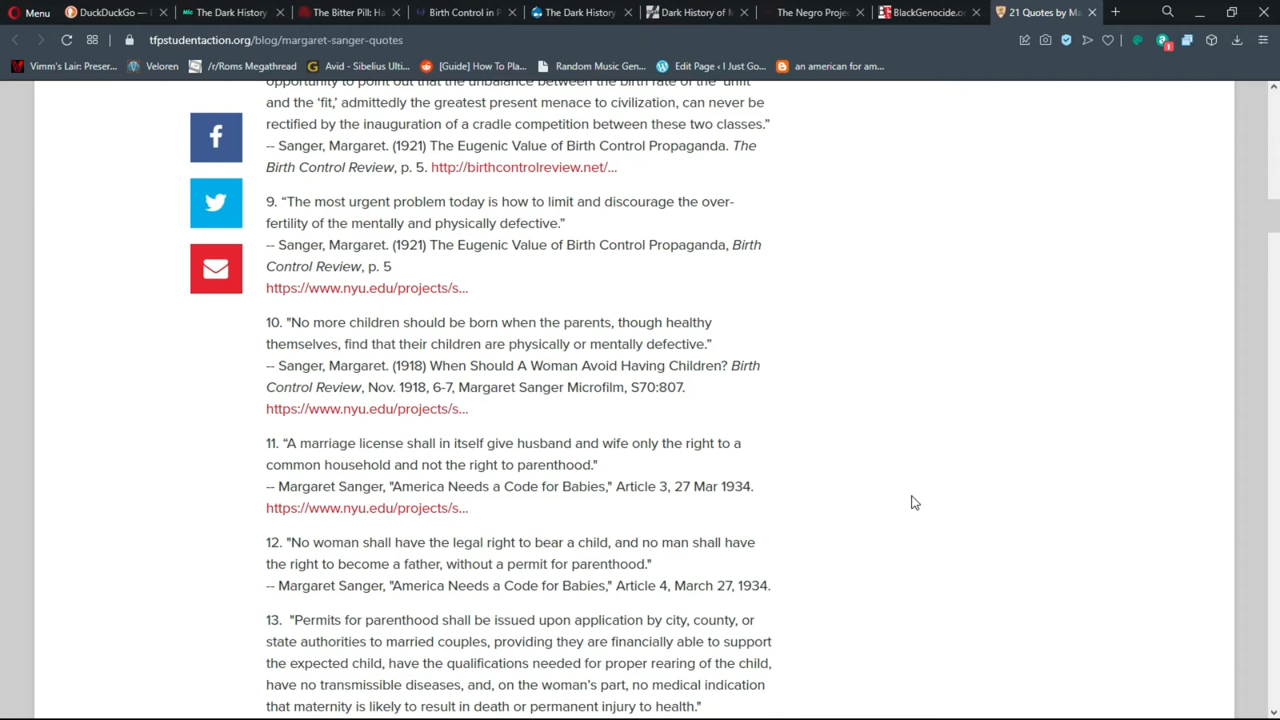 Menu
DuckDuckGo —
The Dark History
The Bitter Pill: Ha
Birth Control in P
The Dark History
Dark History of M
The Negro Proje
BlackGenocide.o
21 Quotes by Ma
tfpstudentaction.org/blog/margaret-sanger-quotes
Vimm's Lair: Preser...
Veloren
/r/Roms Megathread
Avid - Sibelius Ulti...
[Guide] How To Pla...
Random Music Gen...
Edit Page ‹ I Just Go...
an american for am...
opportunity to point out that the unbalance between the birth rate of the 'unfit'
and the 'fit,' admittedly the greatest present menace to civilization, can never be
rectified by the inauguration of a cradle competition between these two classes.”
-- Sanger, Margaret. (1921) The Eugenic Value of Birth Control Propaganda. The
Birth Control Review, p. 5. http://birthcontrolreview.net/...
9. “The most urgent problem today is how to limit and discourage the over-
fertility of the mentally and physically defective.”
-- Sanger, Margaret. (1921) The Eugenic Value of Birth Control Propaganda, Birth
Control Review, p. 5
https://www.nyu.edu/projects/s...
10. "No more children should be born when the parents, though healthy
themselves, find that their children are physically or mentally defective.”
-- Sanger, Margaret. (1918) When Should A Woman Avoid Having Children? Birth
Control Review, Nov. 1918, 6-7, Margaret Sanger Microfilm, S70:807.
https://www.nyu.edu/projects/s...
11. “A marriage license shall in itself give husband and wife only the right to a
common household and not the right to parenthood."
-- Margaret Sanger, "America Needs a Code for Babies," Article 3, 27 Mar 1934.
https://www.nyu.edu/projects/s...
12. "No woman shall have the legal right to bear a child, and no man shall have
the right to become a father, without a permit for parenthood."
-- Margaret Sanger, "America Needs a Code for Babies," Article 4, March 27, 1934.
13. "Permits for parenthood shall be issued upon application by city, county, or
state authorities to married couples, providing they are financially able to support
the expected child, have the qualifications needed for proper rearing of the child,
have no transmissible diseases, and, on the woman's part, no medical indication
that maternity is likely to result in death or permanent injury to health."